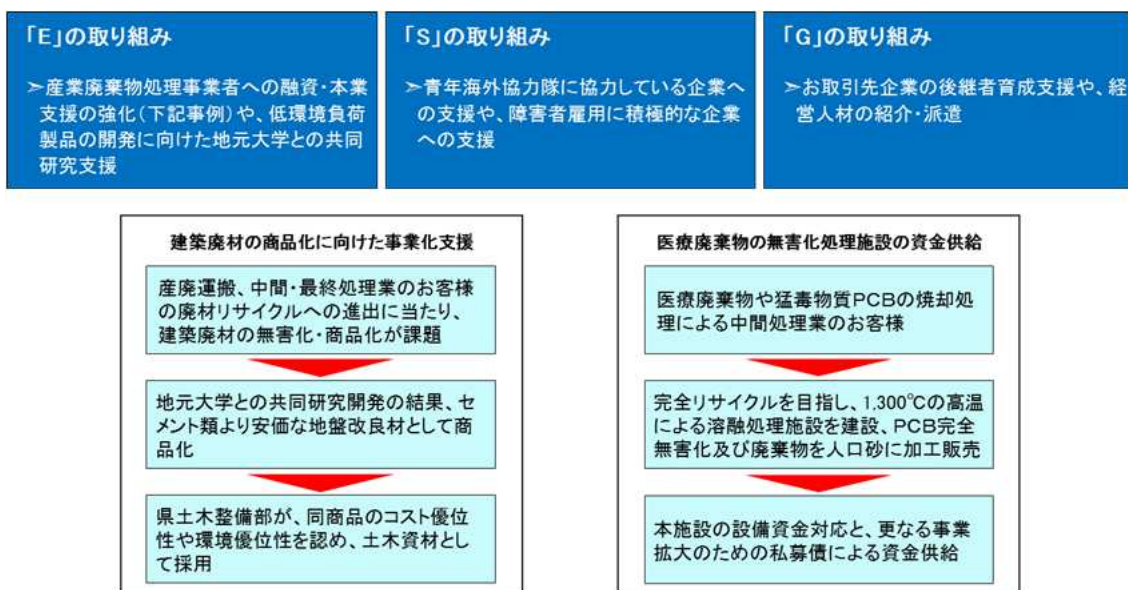 「E」の取り組み
➢産業廃棄物処理事業者への融資・本業
支援の強化(下記事例)や、低環境負荷
製品の開発に向けた地元大学との共同
研究支援
「S」の取り組み
➢青年海外協力隊に協力している企業へ
の支援や、障害者雇用に積極的な企業
への支援
「G」の取り組み
➢お取引先企業の後継者育成支援や、経
営人材の紹介・派遣
建築廃材の商品化に向けた事業化支援
産廃運搬、中間・最終処理業のお客様
の廃材リサイクルへの進出に当たり、
建築廃材の無害化・商品化が課題
地元大学との共同研究開発の結果、セ
メント類より安価な地盤改良材として商
品化
県土木整備部が、同商品のコスト優位
性や環境優位性を認め、土木資材とし
て採用
医療廃棄物の無害化処理施設の資金供給
医療廃棄物や猛毒物質PCBの焼却処
理による中間処理業のお客様
完全リサイクルを目指し、1,300℃の高温
による溶融処理施設を建設、PCB完全
無害化及び廃棄物を人口砂に加工販売
本施設の設備資金対応と、更なる事業
拡大のための私募債による資金供給